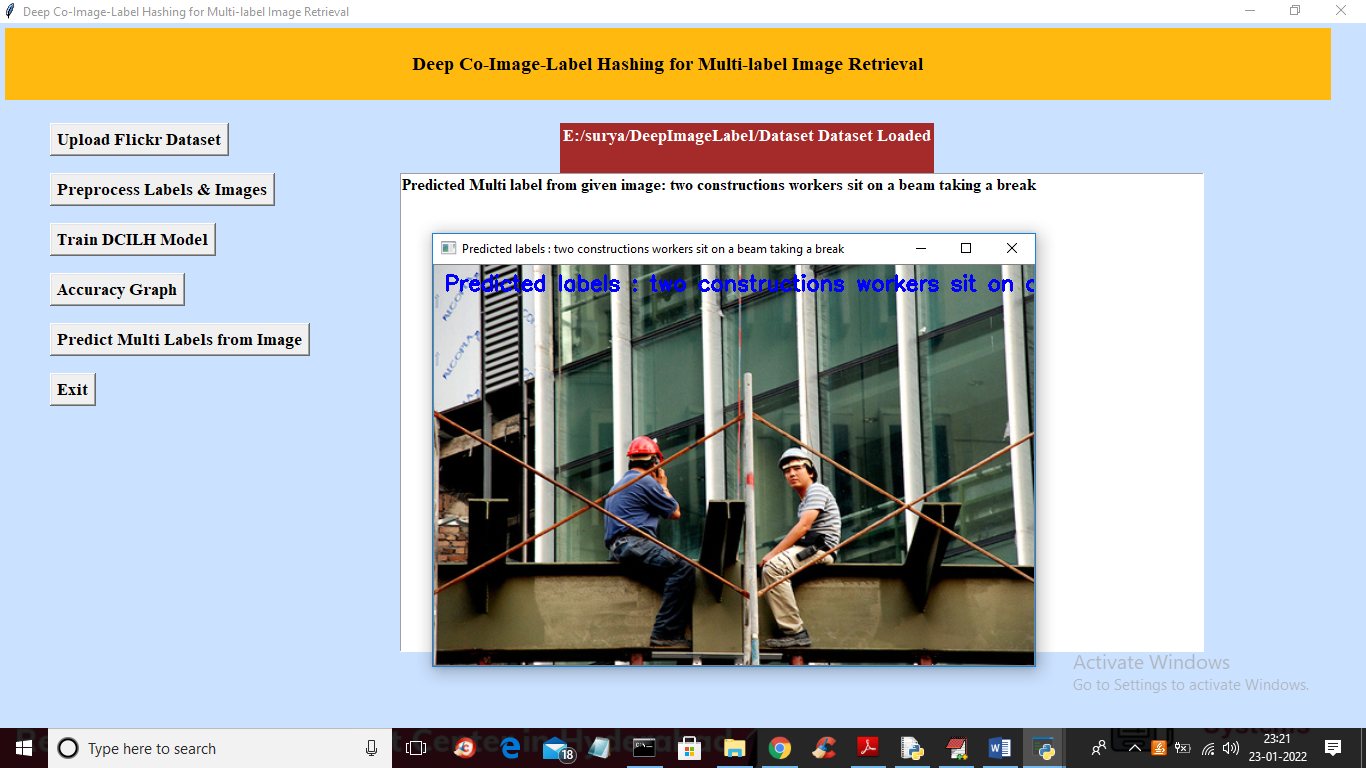 Deep Co-Image-Label Hashing for Multi-label Image Retrieval
Deep Co-Image-Label Hashing for Multi-label Image Retrieval
Upload Flickr Dataset
E:/surya/DeepImageLabel/Dataset Dataset Loaded
Preprocess Labels & Images
Predicted Multi label from given image: two constructions workers sit on a beam taking a break
Train DCILH Model
Predicted labels : two constructions workers sit on a beam taking a break
Predicted labels : two constructions workers sit on
Accuracy Graph
Predict Multi Labels from Image
Exit
Activate Windows
Go to Settings to activate Windows.
Type here to search
18
23:21
23-01-2022